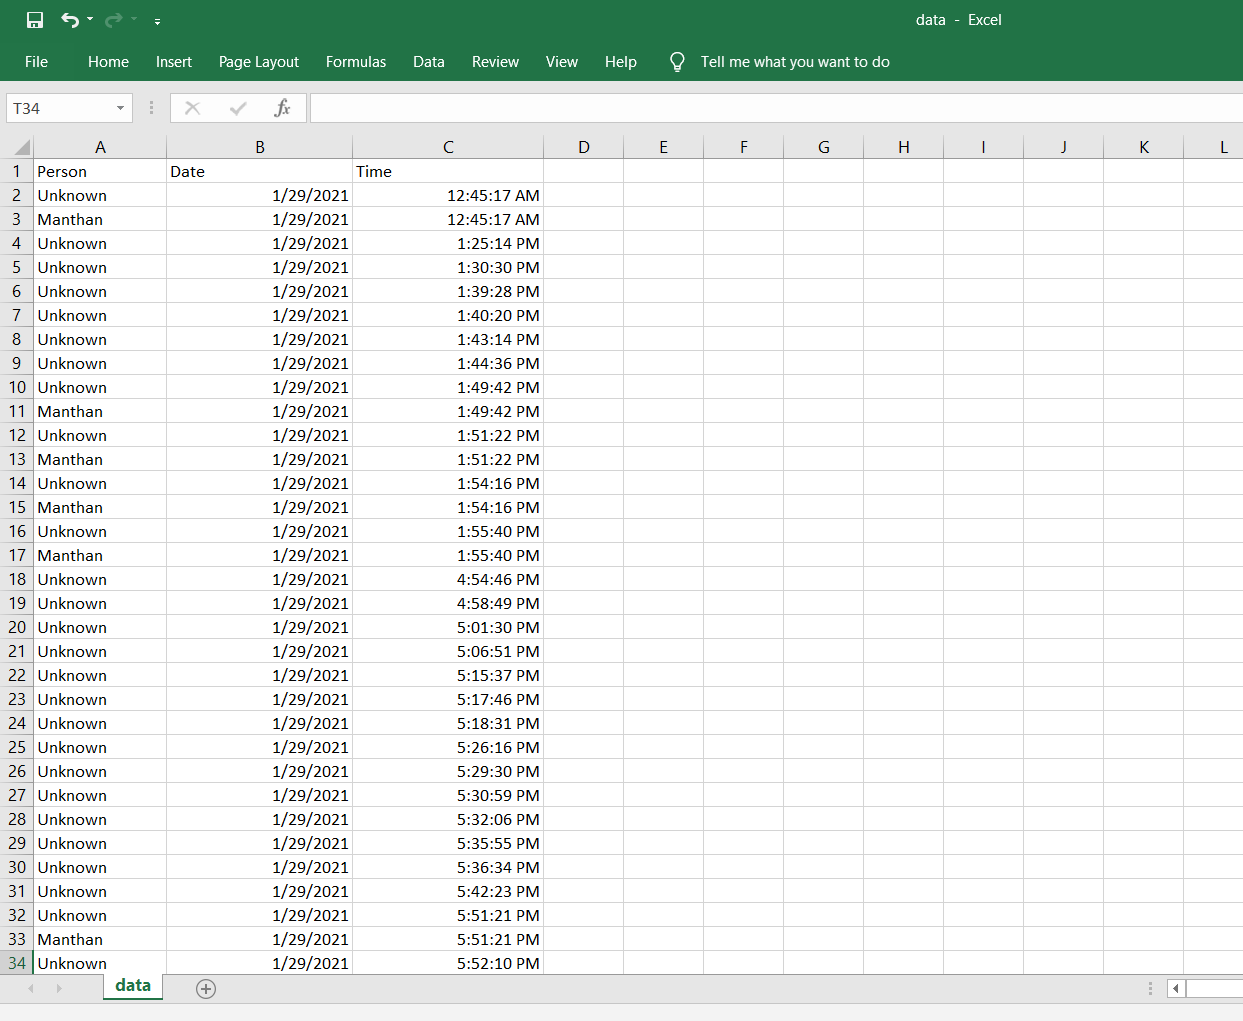 data - Excel
File Home Insert Page Layout Formulas Data Review View Help Tell me what you want to do
T34 fx
A B C D E F G H I J K L
1 Person Date Time
2 Unknown 1/29/2021 12:45:17 AM
3 Manthan 1/29/2021 12:45:17 AM
4 Unknown 1/29/2021 1:25:14 PM
5 Unknown 1/29/2021 1:30:30 PM
6 Unknown 1/29/2021 1:39:28 PM
7 Unknown 1/29/2021 1:40:20 PM
8 Unknown 1/29/2021 1:43:14 PM
9 Unknown 1/29/2021 1:44:36 PM
10 Unknown 1/29/2021 1:49:42 PM
11 Manthan 1/29/2021 1:49:42 PM
12 Unknown 1/29/2021 1:51:22 PM
13 Manthan 1/29/2021 1:51:22 PM
14 Unknown 1/29/2021 1:54:16 PM
15 Manthan 1/29/2021 1:54:16 PM
16 Unknown 1/29/2021 1:55:40 PM
17 Manthan 1/29/2021 1:55:40 PM
18 Unknown 1/29/2021 4:54:46 PM
19 Unknown 1/29/2021 4:58:49 PM
20 Unknown 1/29/2021 5:01:30 PM
21 Unknown 1/29/2021 5:06:51 PM
22 Unknown 1/29/2021 5:15:37 PM
23 Unknown 1/29/2021 5:17:46 PM
24 Unknown 1/29/2021 5:18:31 PM
25 Unknown 1/29/2021 5:26:16 PM
26 Unknown 1/29/2021 5:29:30 PM
27 Unknown 1/29/2021 5:30:59 PM
28 Unknown 1/29/2021 5:32:06 PM
29 Unknown 1/29/2021 5:35:55 PM
30 Unknown 1/29/2021 5:36:34 PM
31 Unknown 1/29/2021 5:42:23 PM
32 Unknown 1/29/2021 5:51:21 PM
33 Manthan 1/29/2021 5:51:21 PM
34 Unknown 1/29/2021 5:52:10 PM
data